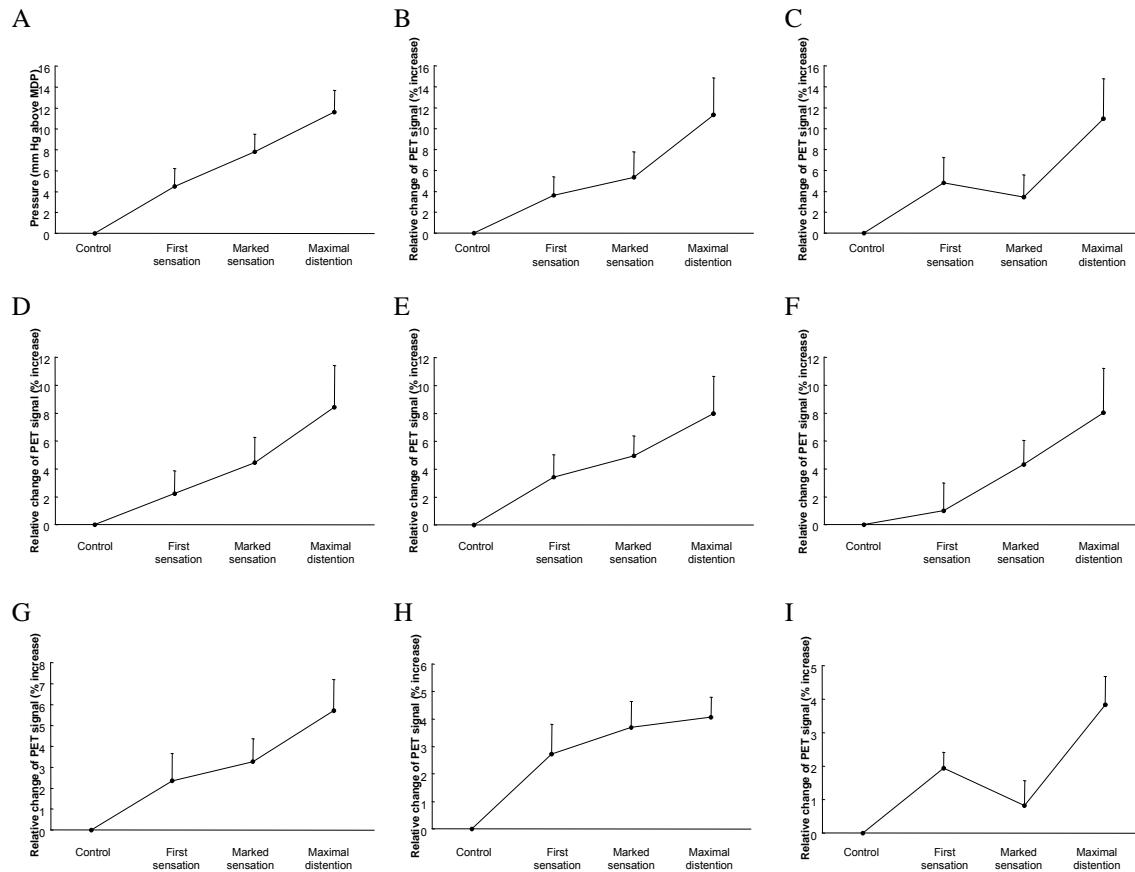 A
Pressure (mm Hg above MDP)
16
14
12
10
8
6
4
2
0
Control
First
sensation
Marked
sensation
Maximal
distention
B
Relative change of PET signal (% increase)
16
14
12
10
8
6
4
2
0
Control
First
sensation
Marked
sensation
Maximal
distention
C
Relative change of PET signal (% increase)
16
14
12
10
8
6
4
2
0
Control
First
sensation
Marked
sensation
Maximal
distention
D
Relative change of PET signal (% increase)
12
10
8
6
4
2
0
Control
First
sensation
Marked
sensation
Maximal
distention
E
Relative change of PET signal (% increase)
12
10
8
6
4
2
0
Control
First
sensation
Marked
sensation
Maximal
distention
F
Relative change of PET signal (% increase)
12
10
8
6
4
2
0
Control
First
sensation
Marked
sensation
Maximal
distention
G
Relative change of PET signal (% increase)
8
7
6
5
4
3
2
1
0
Control
First
sensation
Marked
sensation
Maximal
distention
H
Relative change of PET signal (% increase)
6
5
4
3
2
1
0
Control
First
sensation
Marked
sensation
Maximal
distention
I
Relative change of PET signal (% increase)
5
4
3
2
1
0
Control
First
sensation
Marked
sensation
Maximal
distention